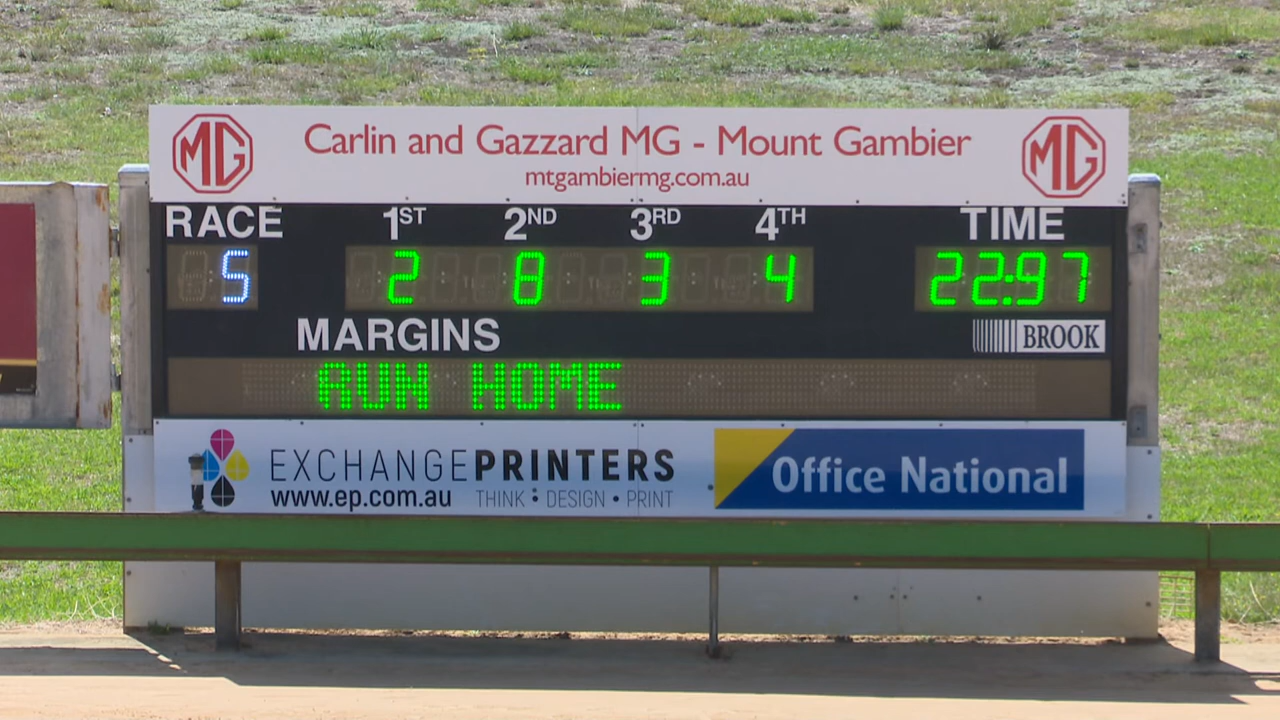 MG Carlin and Gazzard MG - Mount Gambier MG
mtgambiermg.com.au
RACE 1ST 2ND 3RD 4TH TIME
5 2 8 3 4 22:97
MARGINS BROOK
RUN HOME
EXCHANGEPRINTERS Office National
www.ep.com.au THINK • DESIGN • PRINT